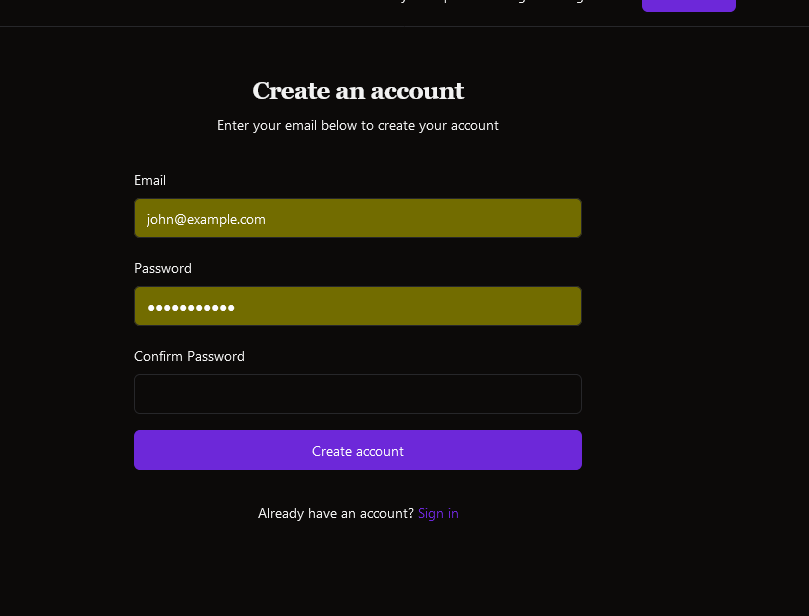 Create an account
Enter your email below to create your account
Email
john@example.com
Password
●●●●●●●●●●●
Confirm Password
Create account
Already have an account? Sign in